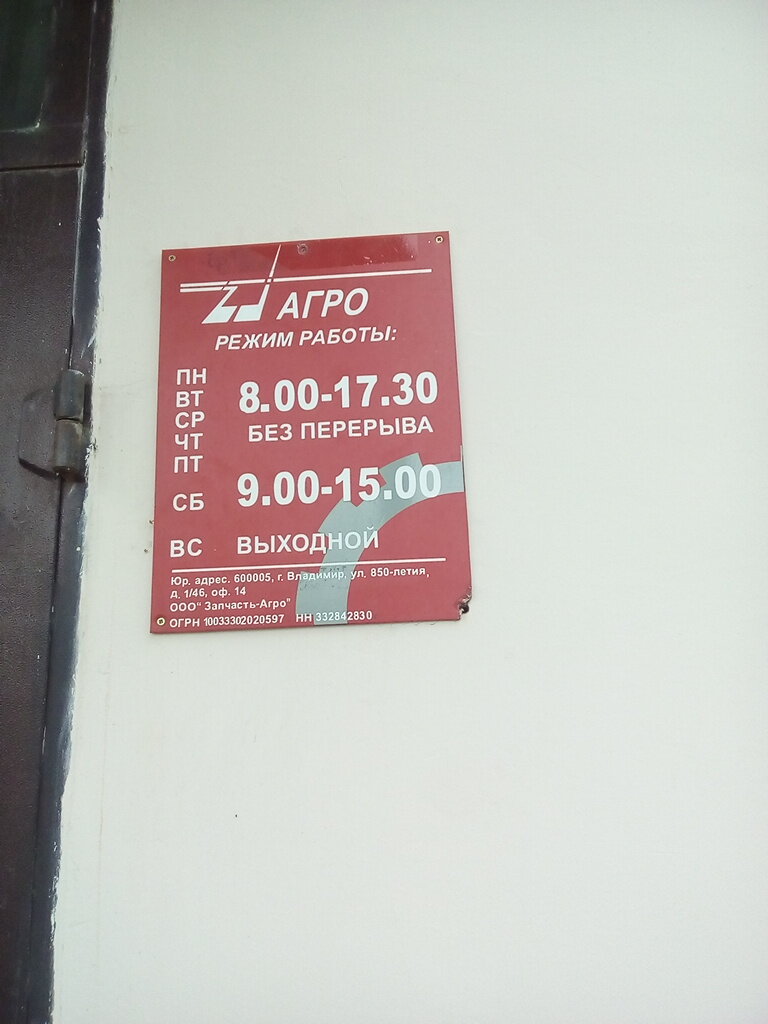 АГРО
РЕЖИМ РАБОТЫ:
ПН
ВТ
СР
ЧТ
ПТ
8.00-17.30
БЕЗ ПЕРЕРЫВА
СБ 9.00-15.00
ВС ВЫХОДНОЙ
Юр. адрес. 600005, г. Владимир, ул. 850-летия,
д. 1/46, оф. 14
ООО “Запчасть-Агро”
ОГРН 10033302020597 НН 332842830